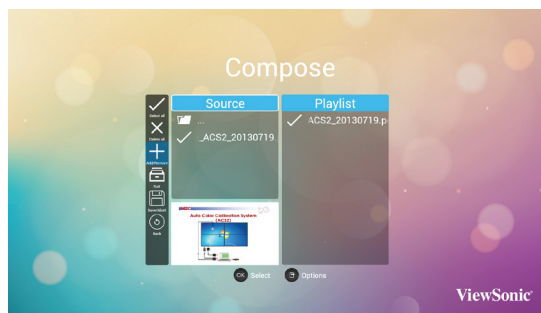 Compose
Source
Playlist
Select all
Delete all
Add/Remove
Sort
Save/Abort
Back
...
_ACS2_20130719.
ACS2_20130719.p
Auto Color Calibration System
(ACS2)
OK Select
Options
ViewSonic